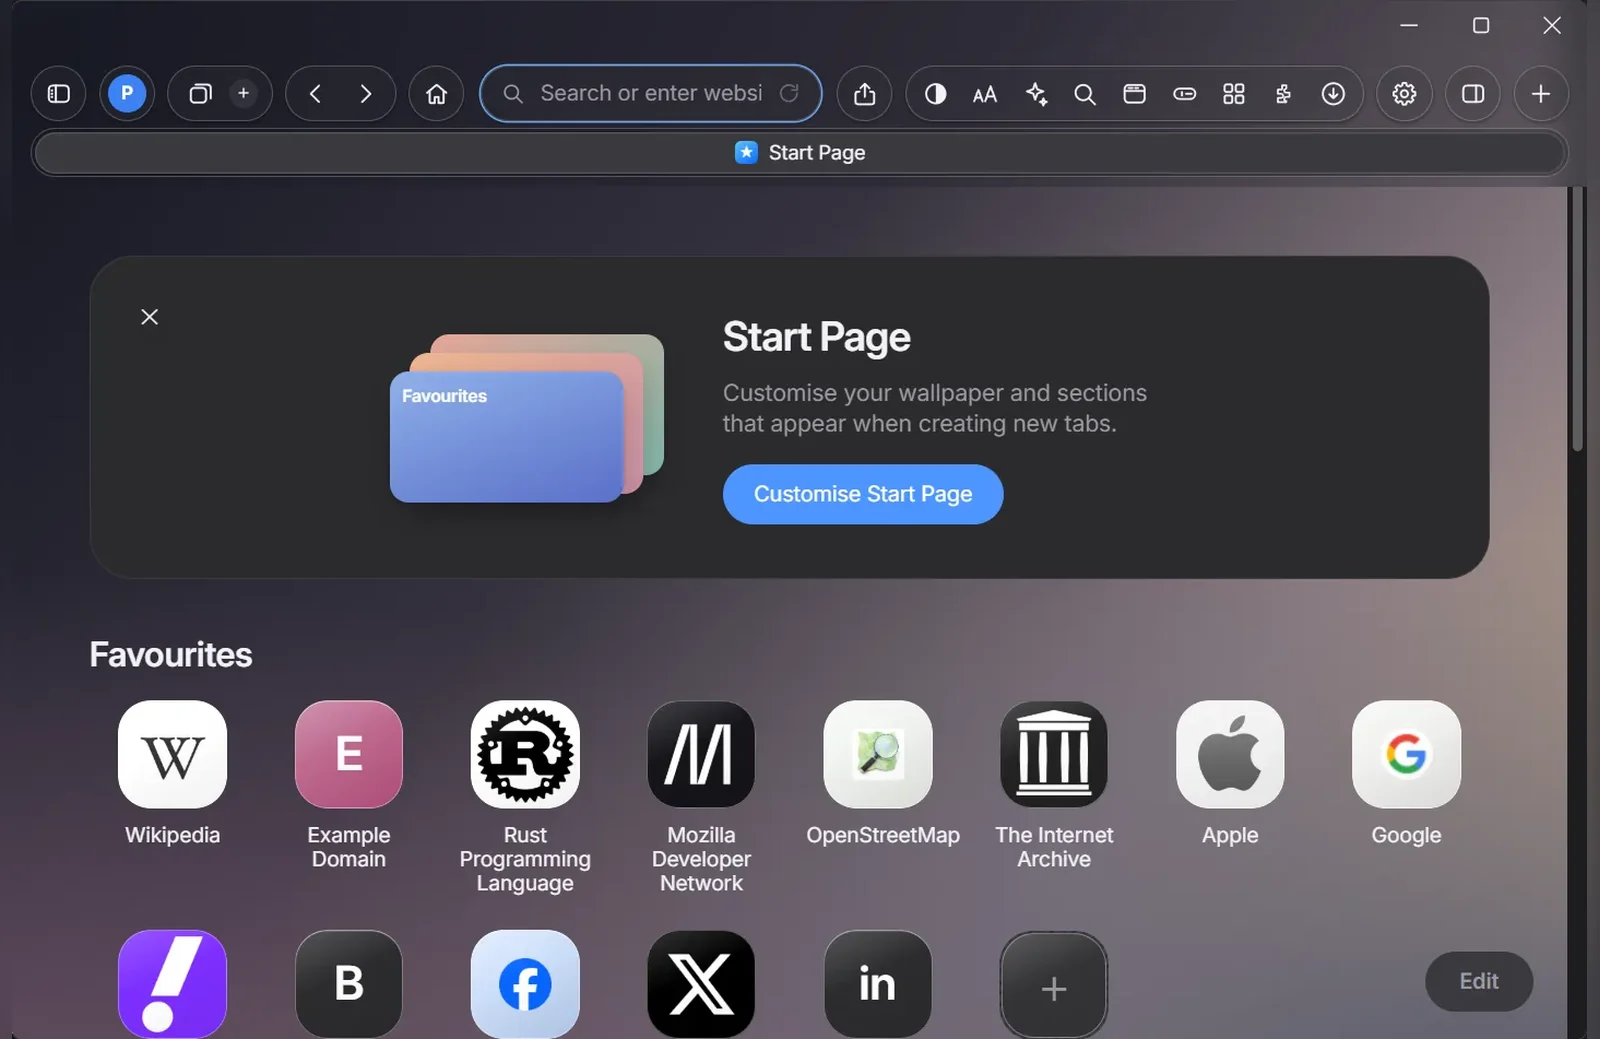 P
Search or enter websi
AA
Start Page
Favourites
Start Page
Customise your wallpaper and sections
that appear when creating new tabs.
Customise Start Page
Favourites
W
E
R
M
G
Wikipedia
Example
Domain
Rust
Programming
Language
Mozilla
Developer
Network
OpenStreetMap
The Internet
Archive
Apple
Google
!
B
f
X
in
+
Edit